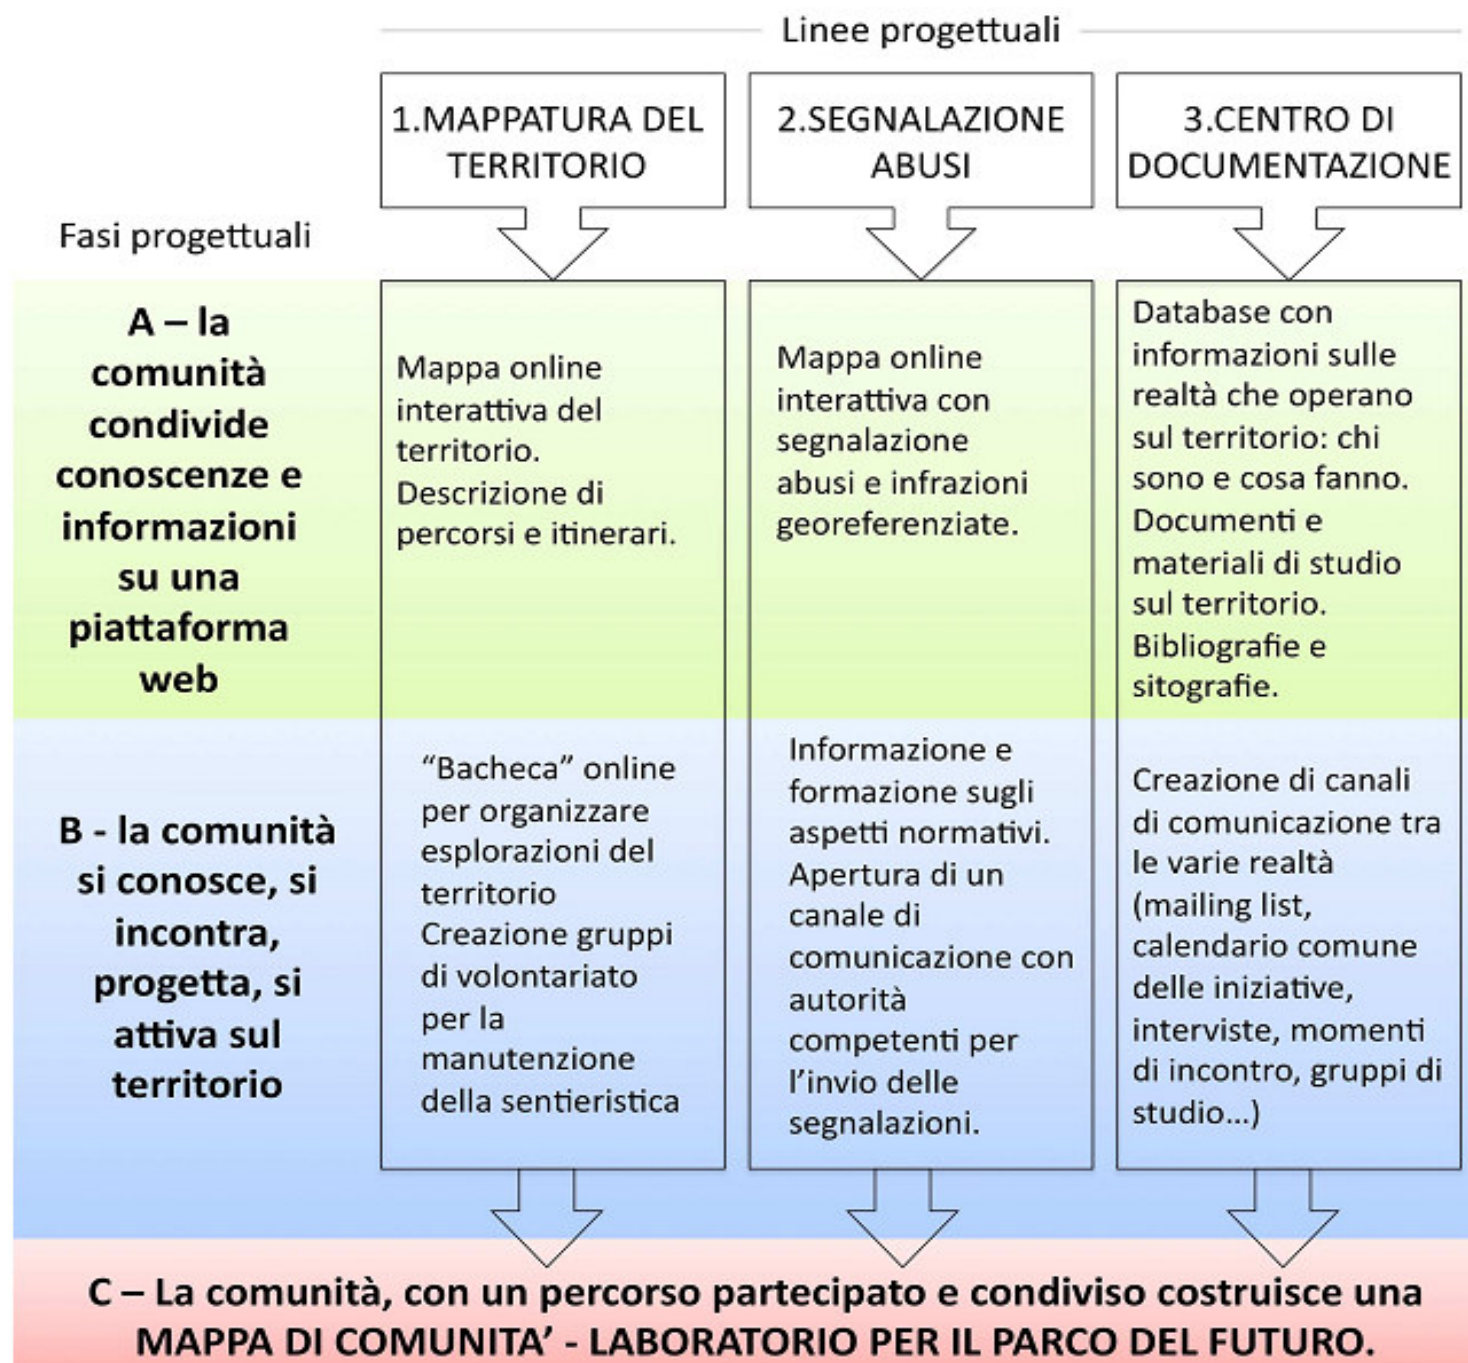 Linee progettuali
1.MAPPATURA DEL
TERRITORIO
2.SEGNALAZIONE
ABUSI
3.CENTRO DI
DOCUMENTAZIONE
Fasi progettuali
A – la
comunità
condivide
conoscenze e
informazioni
su una
piattaforma
web
Mappa online
interattiva del
territorio.
Descrizione di
percorsi e itinerari.
Mappa online
interattiva con
segnalazione
abusi e infrazioni
georeferenziate.
Database con
informazioni sulle
realtà che operano
sul territorio: chi
sono e cosa fanno.
Documenti e
materiali di studio
sul territorio.
Bibliografie e
sitografie.
B - la comunità
si conosce, si
incontra,
progetta, si
attiva sul
territorio
“Bacheca” online
per organizzare
esplorazioni del
territorio
Creazione gruppi
di volontariato
per la
manutenzione
della sentieristica
Informazione e
formazione sugli
aspetti normativi.
Apertura di un
canale di
comunicazione con
autorità
competenti per
l’invio delle
segnalazioni.
Creazione di canali
di comunicazione tra
le varie realtà
(mailing list,
calendario comune
delle iniziative,
interviste, momenti
di incontro, gruppi di
studio…)
C – La comunità, con un percorso partecipato e condiviso costruisce una
MAPPA DI COMUNITA’ - LABORATORIO PER IL PARCO DEL FUTURO.